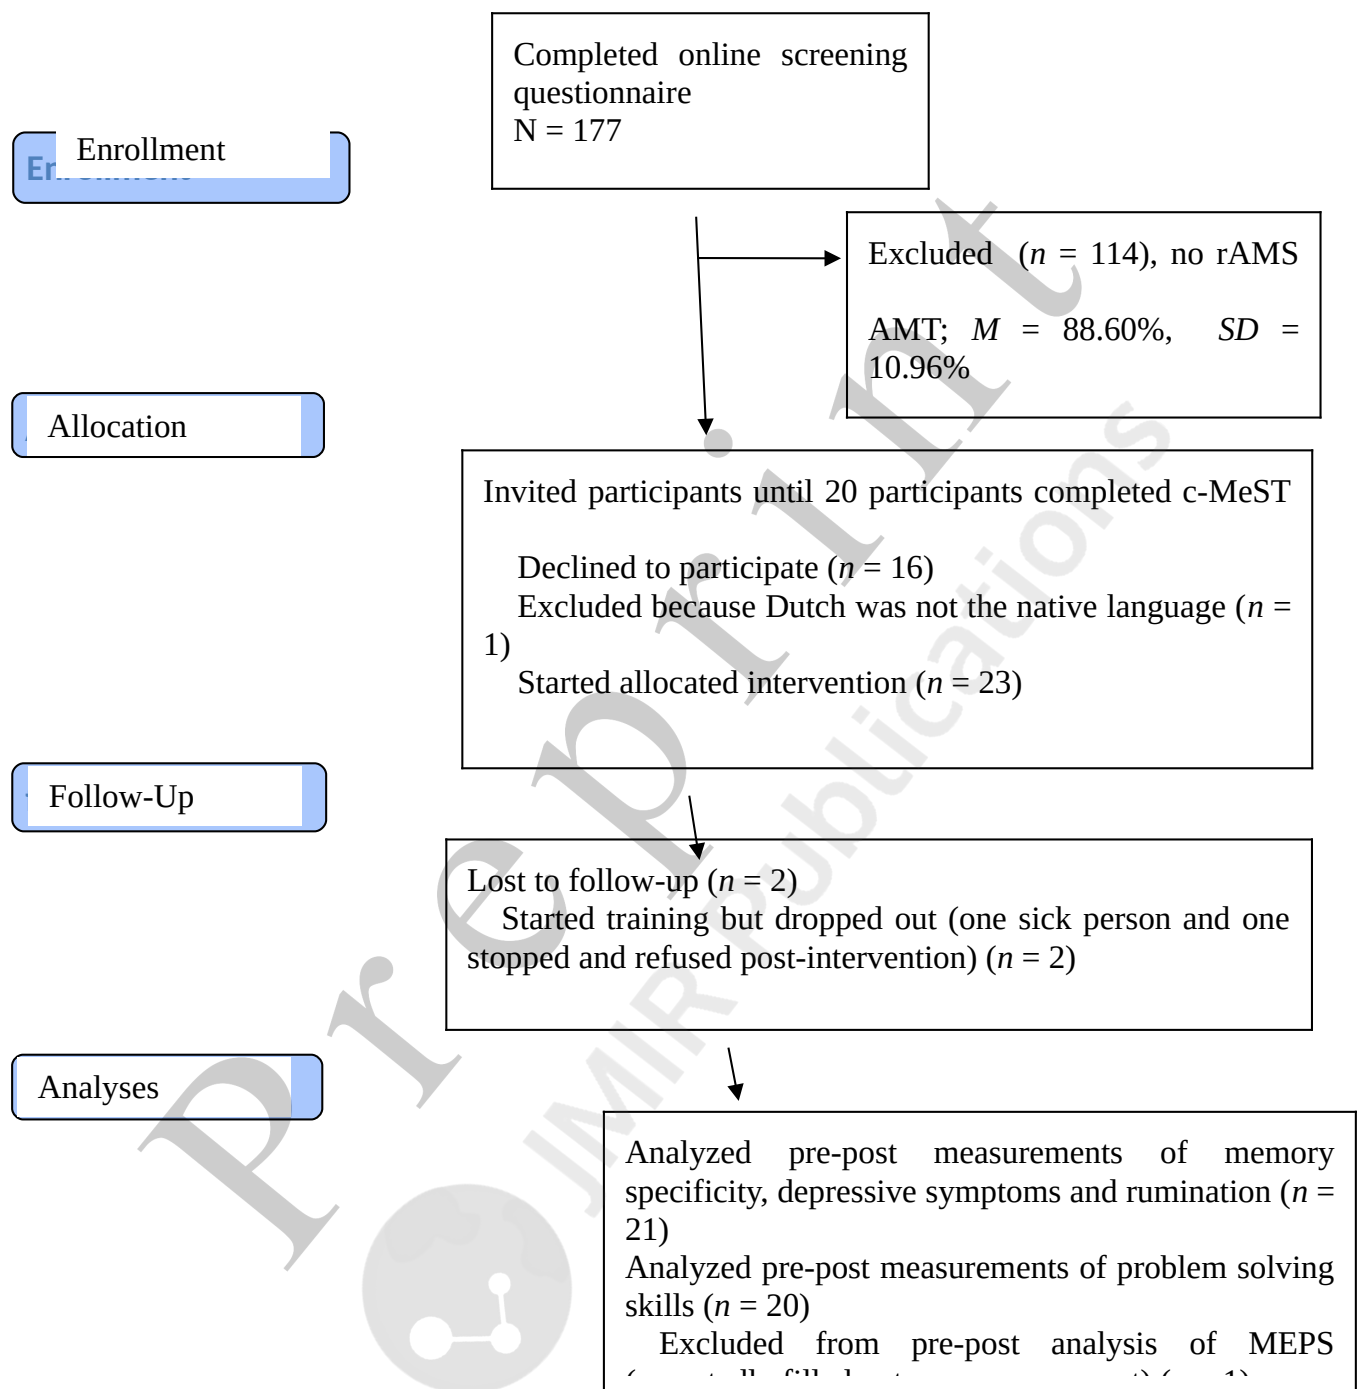 Completed online screening
questionnaire
N = 177
Enrollment
Excluded (n = 114), no rAMS
AMT; M = 88.60%, SD =
10.96%
Allocation
Invited participants until 20 participants completed c-MeST
Declined to participate (n = 16)
Excluded because Dutch was not the native language (n =
1)
Started allocated intervention (n = 23)
Follow-Up
Lost to follow-up (n = 2)
Started training but dropped out (one sick person and one
stopped and refused post-intervention) (n = 2)
Analyses
Analyzed pre-post measurements of memory
specificity, depressive symptoms and rumination (n =
21)
Analyzed pre-post measurements of problem solving
skills (n = 20)
Excluded from pre-post analysis of MEPS
Preprint
JMIR Publications